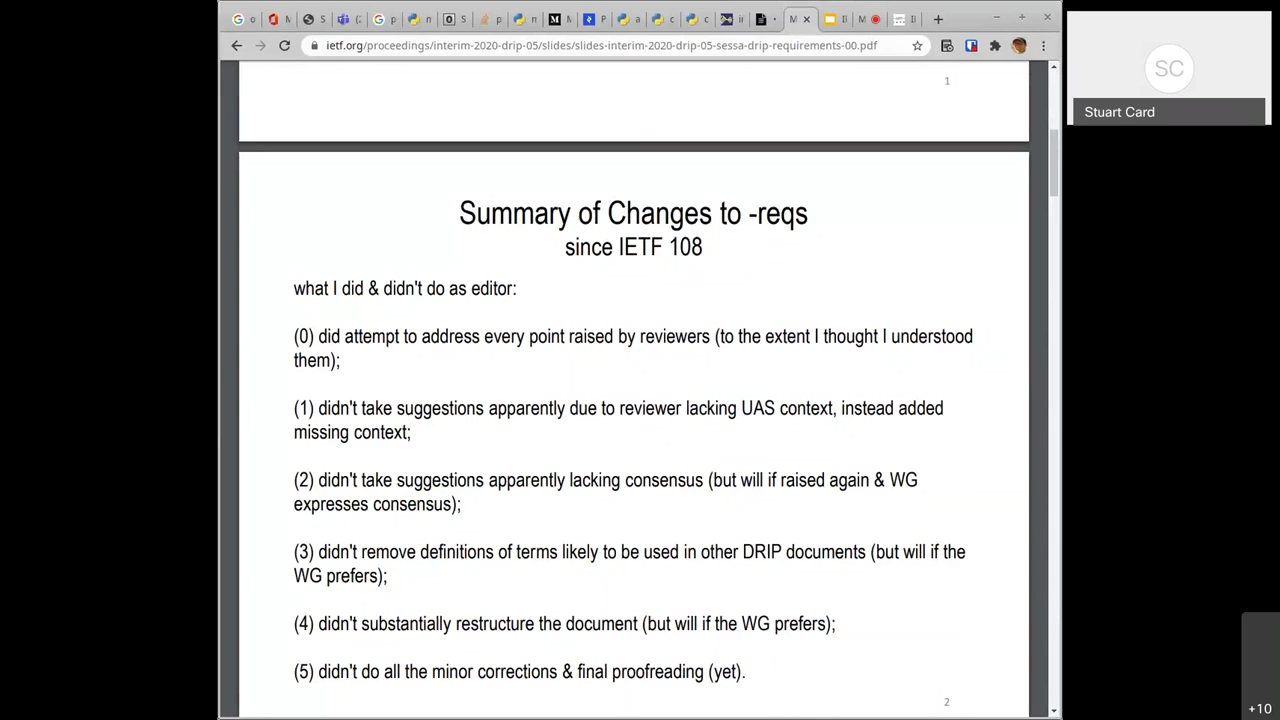 ietf.org/proceedings/interim-2020-drip-05/slides/slides-interim-2020-drip-05-sessa-drip-requirements-00.pdf
SC
Stuart Card
1
Summary of Changes to -reqs
since IETF 108
what I did & didn't do as editor:
(0) did attempt to address every point raised by reviewers (to the extent I thought I understood
them);
(1) didn't take suggestions apparently due to reviewer lacking UAS context, instead added
missing context;
(2) didn't take suggestions apparently lacking consensus (but will if raised again & WG
expresses consensus);
(3) didn't remove definitions of terms likely to be used in other DRIP documents (but will if the
WG prefers);
(4) didn't substantially restructure the document (but will if the WG prefers);
(5) didn't do all the minor corrections & final proofreading (yet).
2
+10